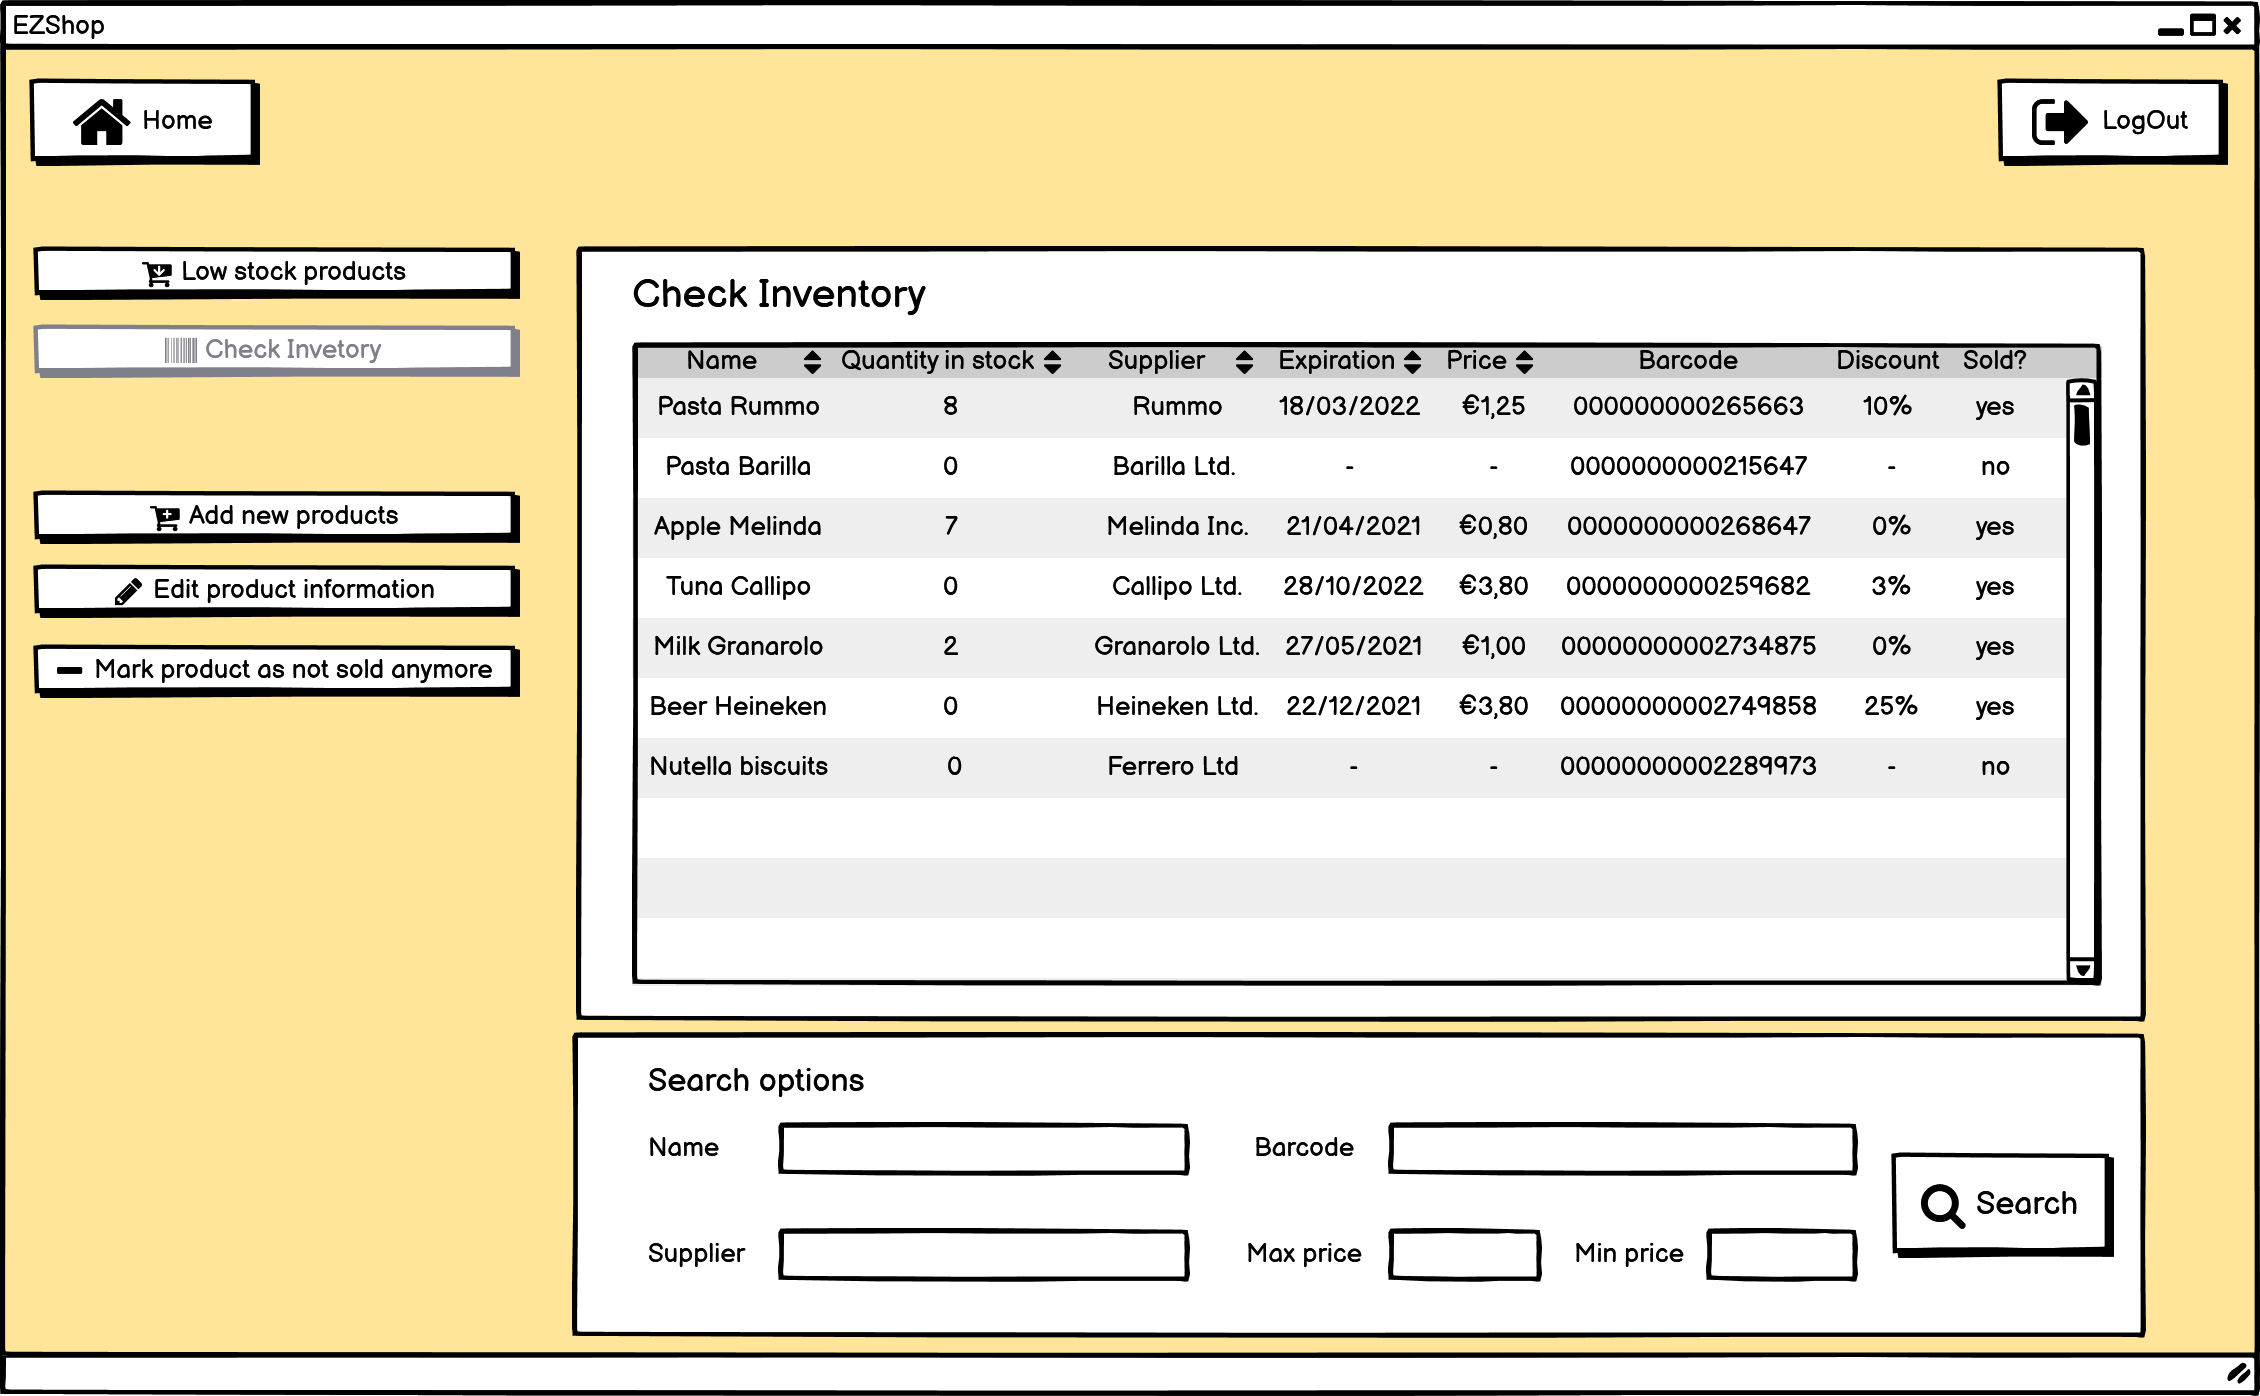 EZShop
Home
LogOut
Low stock products
Check Invetory
Add new products
Edit product information
Mark product as not sold anymore
Check Inventory
Name Quantity in stock Supplier Expiration Price Barcode Discount Sold?
Pasta Rummo 8 Rummo 18/03/2022 €1,25 000000000265663 10% yes
Pasta Barilla 0 Barilla Ltd. - - 0000000000215647 - no
Apple Melinda 7 Melinda Inc. 21/04/2021 €0,80 0000000000268647 0% yes
Tuna Callipo 0 Callipo Ltd. 28/10/2022 €3,80 0000000000259682 3% yes
Milk Granarolo 2 Granarolo Ltd. 27/05/2021 €1,00 00000000002734875 0% yes
Beer Heineken 0 Heineken Ltd. 22/12/2021 €3,80 00000000002749858 25% yes
Nutella biscuits 0 Ferrero Ltd - - 00000000002289973 - no
Search options
Name
Barcode
Supplier
Max price
Min price
Search